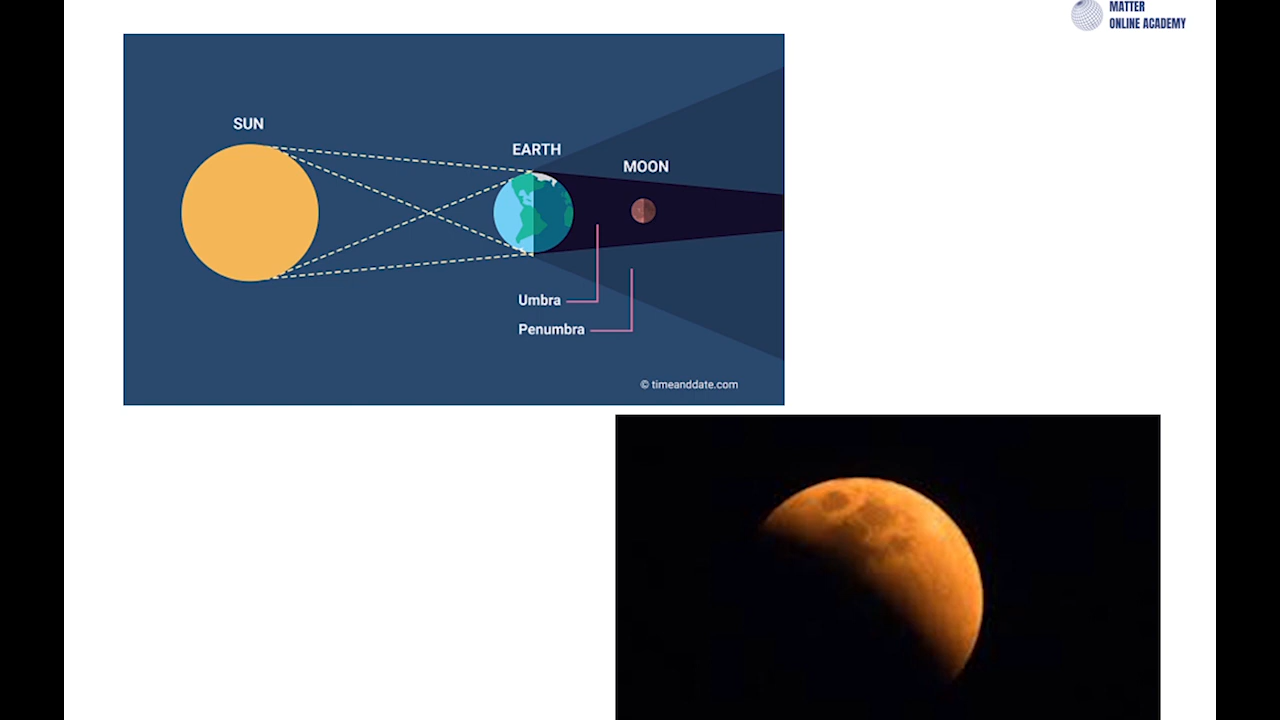 MATTER
ONLINE ACADEMY
SUN
EARTH
MOON
Umbra
Penumbra
© timeanddate.com